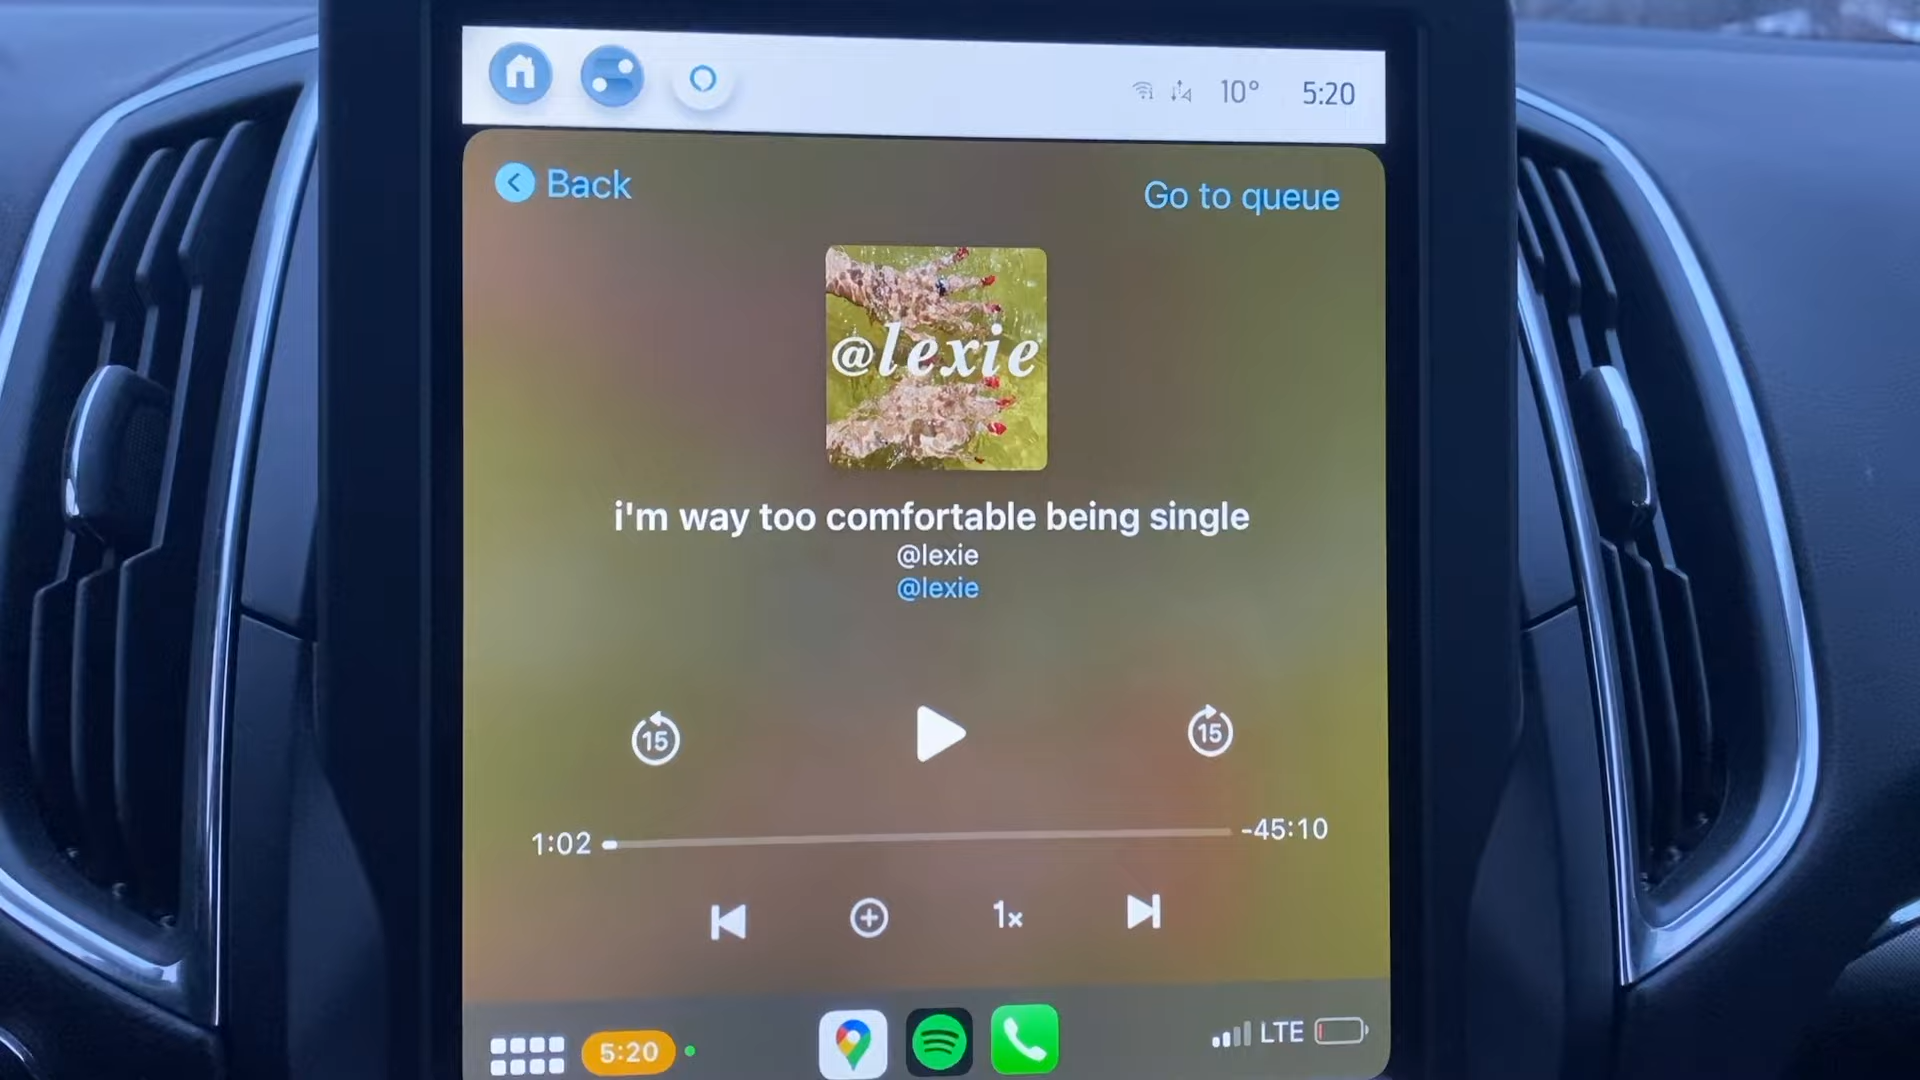 10° 5:20
Back Go to queue
@lexie
i'm way too comfortable being single
@lexie
@lexie
15 15
1:02 -45:10
1x
5:20 LTE